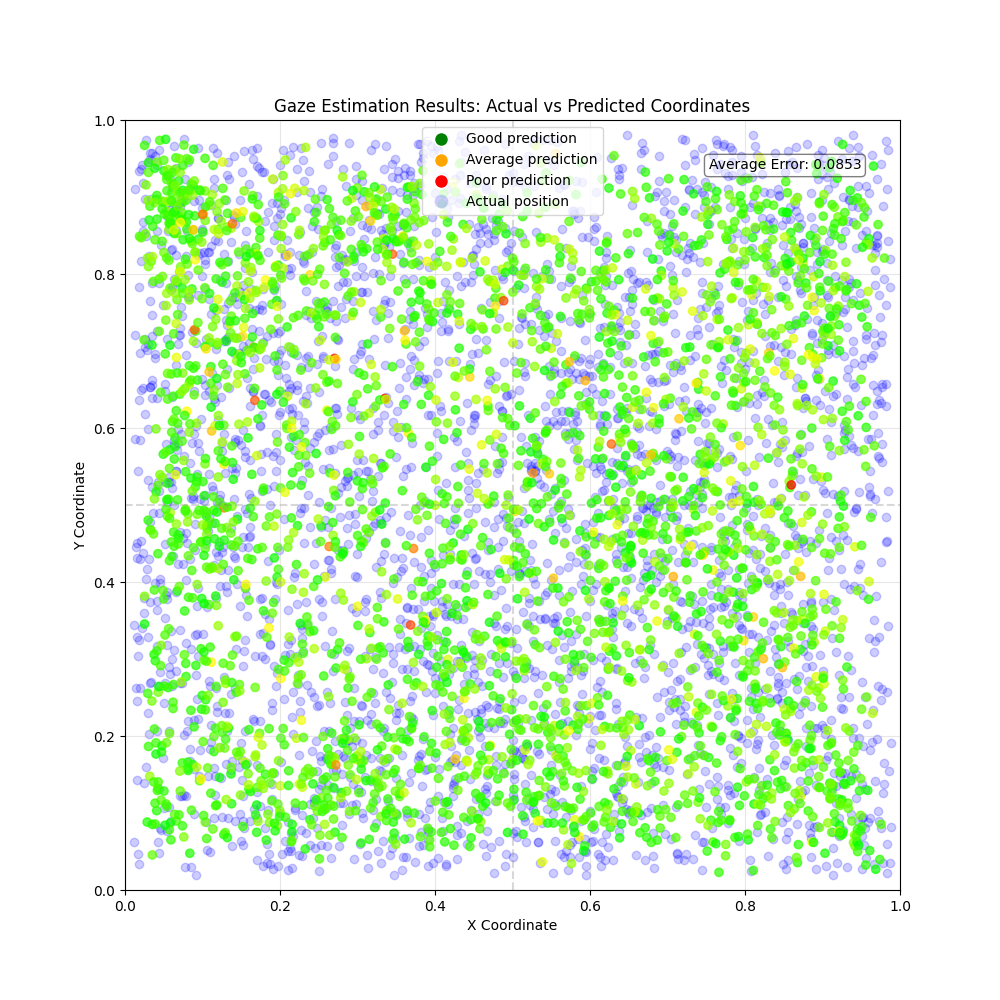 Gaze Estimation Results: Actual vs Predicted Coordinates
Good prediction
Average prediction
Poor prediction
Actual position
Average Error: 0.0853
1.0
0.8
0.6
0.4
0.2
0.0
Y Coordinate
0.0 0.2 0.4 0.6 0.8 1.0
X Coordinate